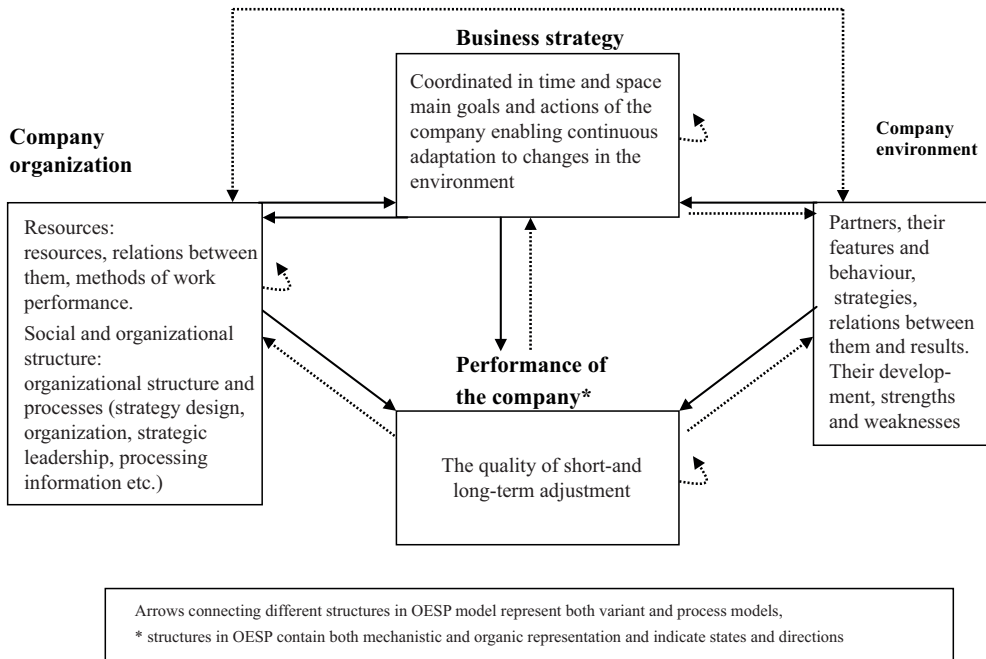 Business strategy
Coordinated in time and space
main goals and actions of the
company enabling continuous
adaptation to changes in the
environment
Company
organization
Resources:
resources, relations between
them, methods of work
performance.
Social and organizational
structure:
organizational structure and
processes (strategy design,
organization, strategic
leadership, processing
information etc.)
Company
environment
Partners, their
features and
behaviour,
strategies,
relations between
them and results.
Their develop-
ment, strengths
and weaknesses
Performance of
the company*
The quality of short-and
long-term adjustment
Arrows connecting different structures in OESP model represent both variant and process models,
* structures in OESP contain both mechanistic and organic representation and indicate states and directions